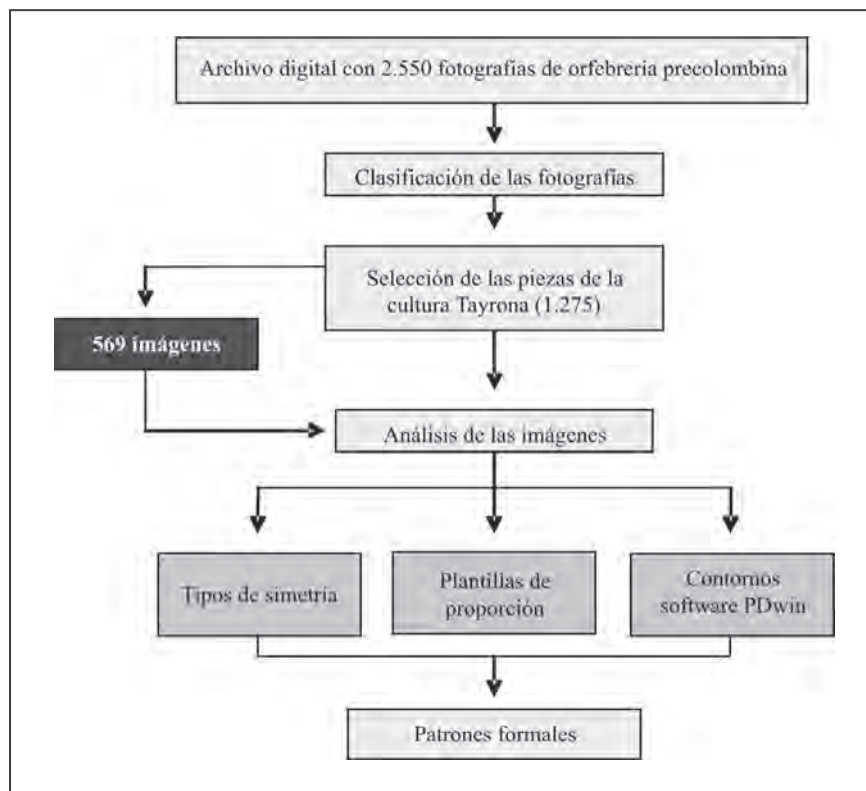 Archivo digital con 2.550 fotografías de orfebrería precolombina
Clasificación de las fotografías
Selección de las piezas de la
cultura Tayrona (1.275)
569 imágenes
Análisis de las imágenes
Tipos de simetría
Plantillas de
proporción
Contornos
software PDwin
Patrones formales